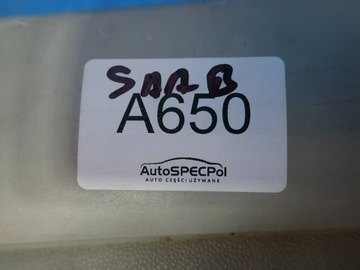 SAAB
A650
AutoSPECPol
AUTO CZĘŚCI UŻYWANE